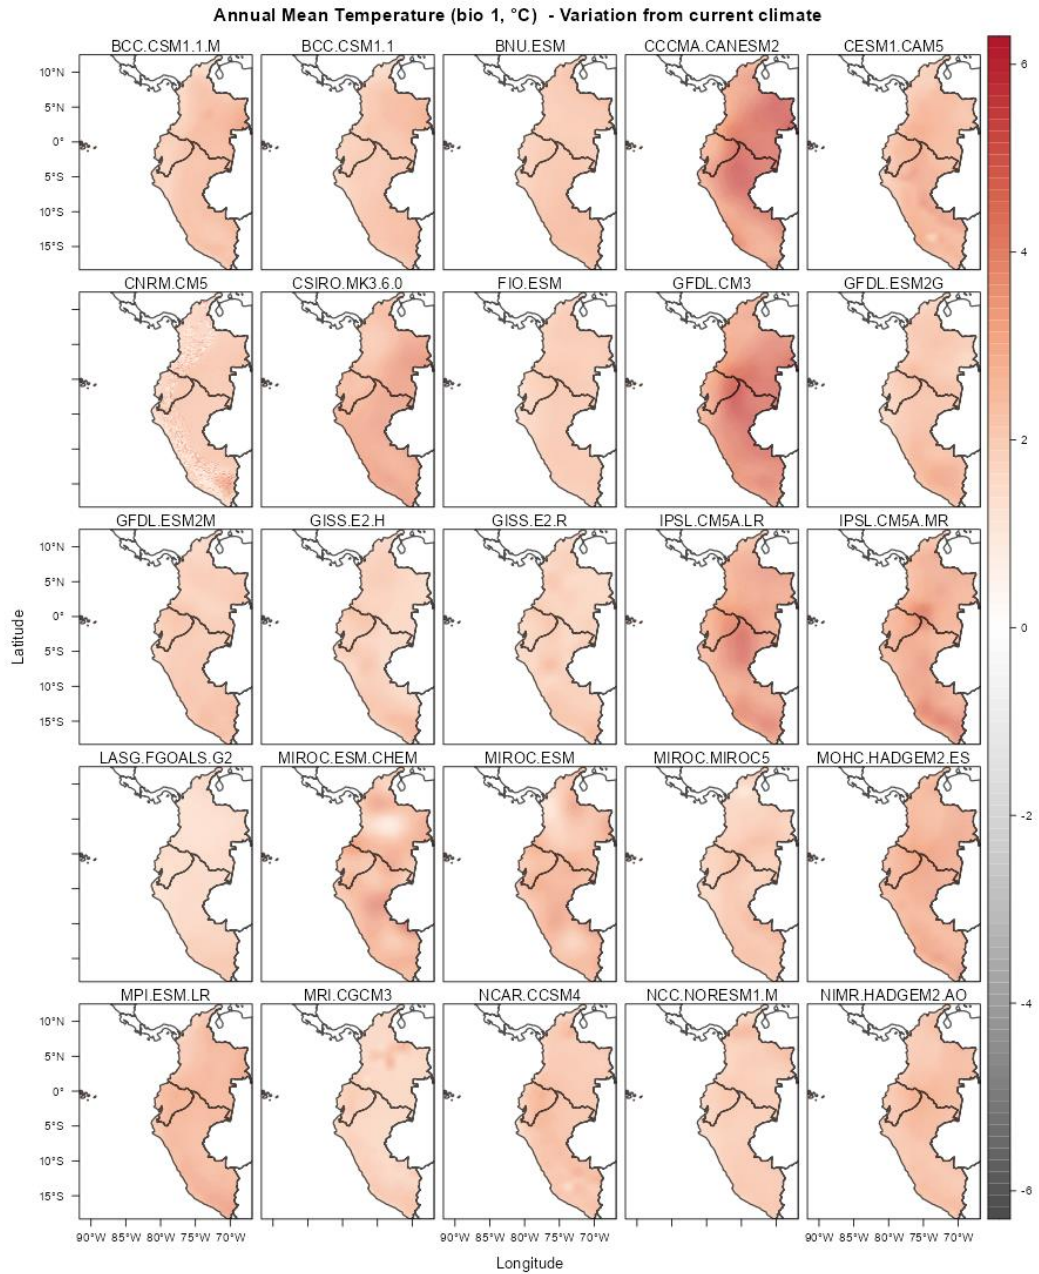 Annual Mean Temperature (bio 1, °C) - Variation from current climate
BCC.CSM1.1.M BCC.CSM1.1 BNU.ESM CCCMA.CANESM2 CESM1.CAM5
10°N
5°N
0°
5°S
10°S
15°S
CNRM.CM5 CSIRO.MK3.6.0 FIO.ESM GFDL.CM3 GFDL.ESM2G
GFDL.ESM2M GISS.E2.H GISS.E2.R IPSL.CM5A.LR IPSL.CM5A.MR
10°N
5°N
0°
5°S
10°S
15°S
LASG.FGOALS.G2 MIROC.ESM.CHEM MIROC.ESM MIROC.MIROC5 MOHC.HADGEM2.ES
MPI.ESM.LR MRI.CGCM3 NCAR.CCSM4 NCC.NORESM1.M NIMR.HADGEM2.AO
10°N
5°N
0°
5°S
10°S
15°S
90°W 85°W 80°W 75°W 70°W 90°W 85°W 80°W 75°W 70°W 90°W 85°W 80°W 75°W 70°W
Longitude
Latitude
6
4
2
0
-2
-4
-6